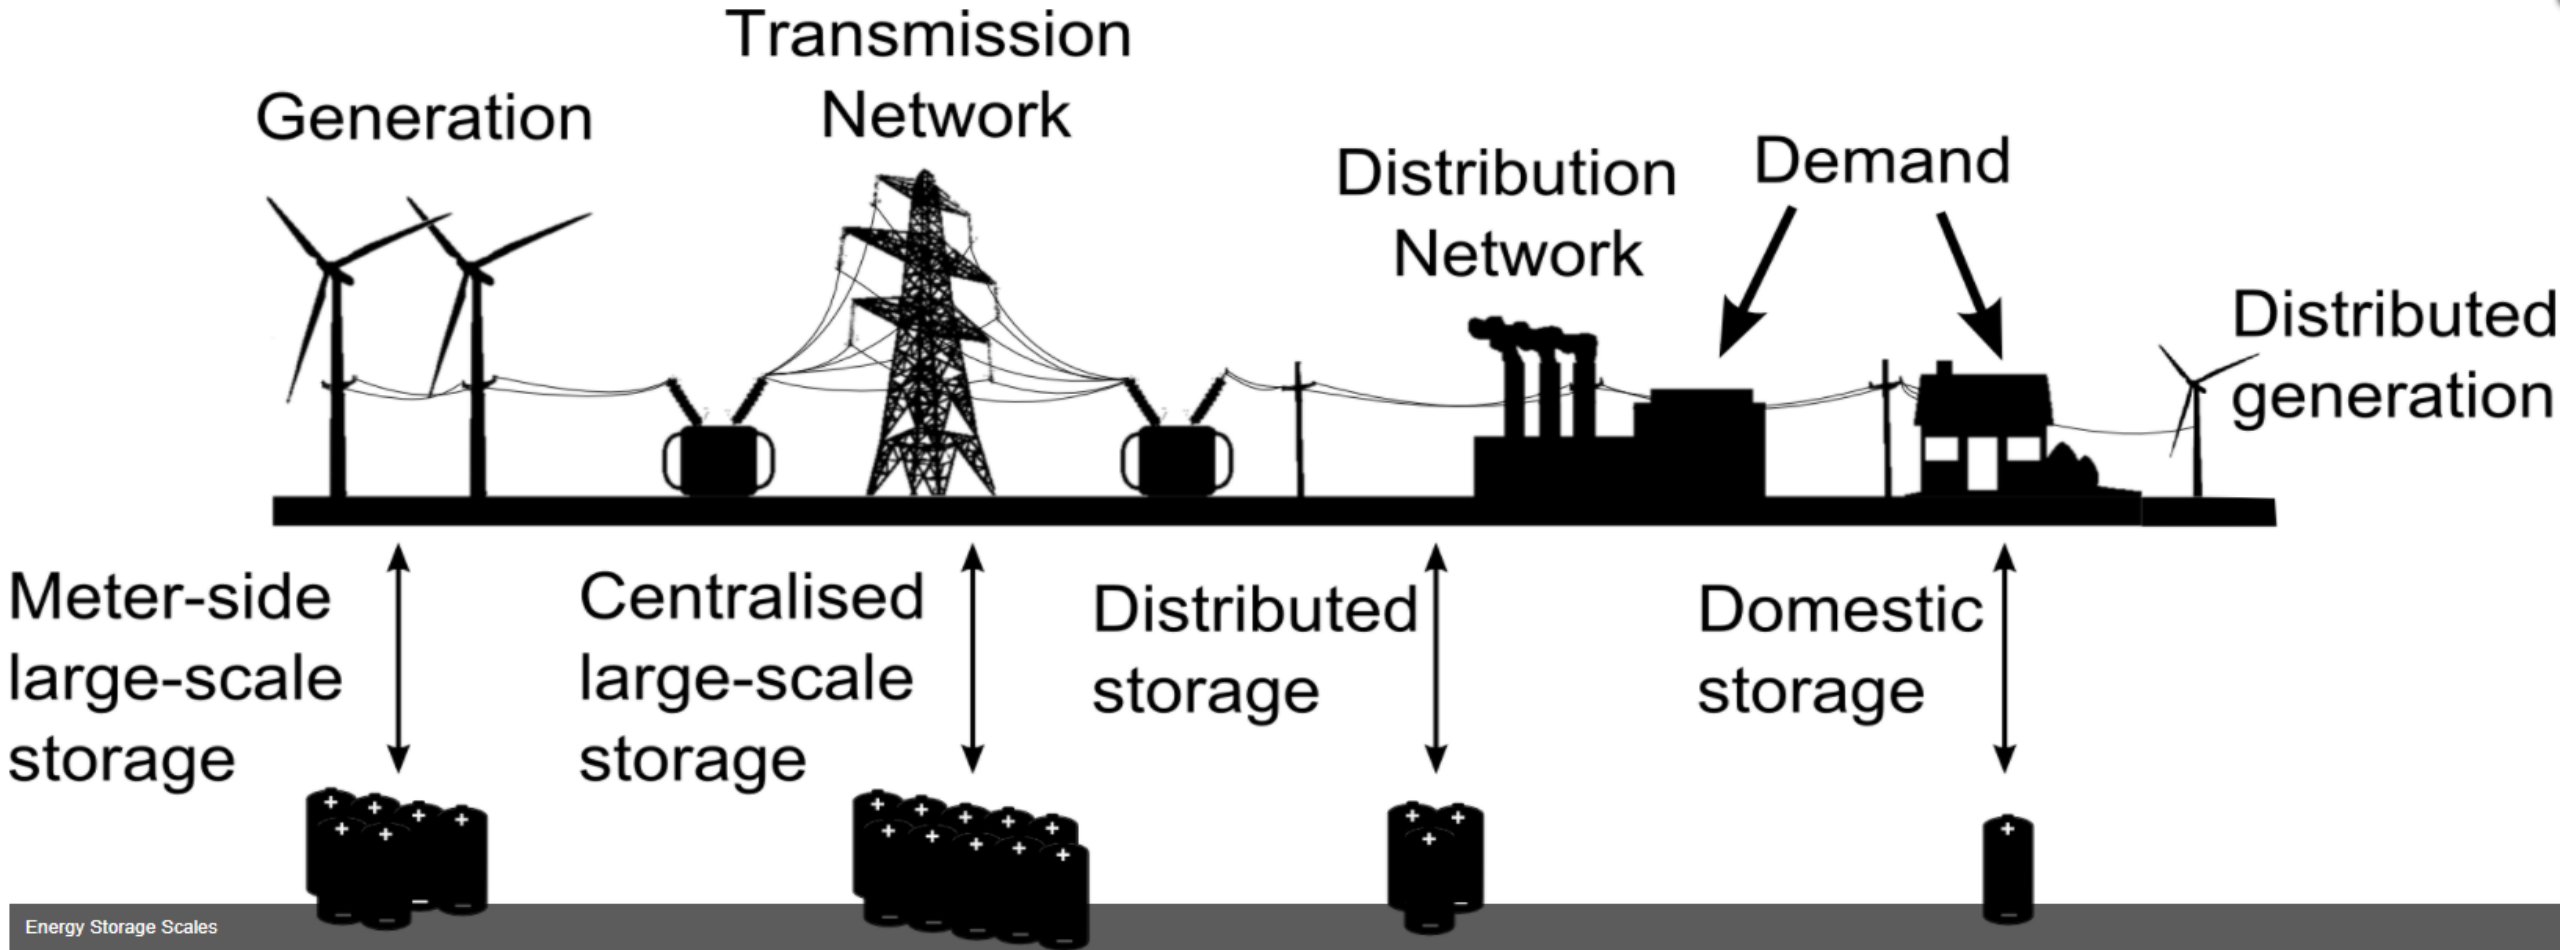 Transmission
Network
Generation
Distribution
Network
Demand
Distributed
generation
Meter-side
large-scale
storage
Centralised
large-scale
storage
Distributed
storage
Domestic
storage
Energy Storage Scales